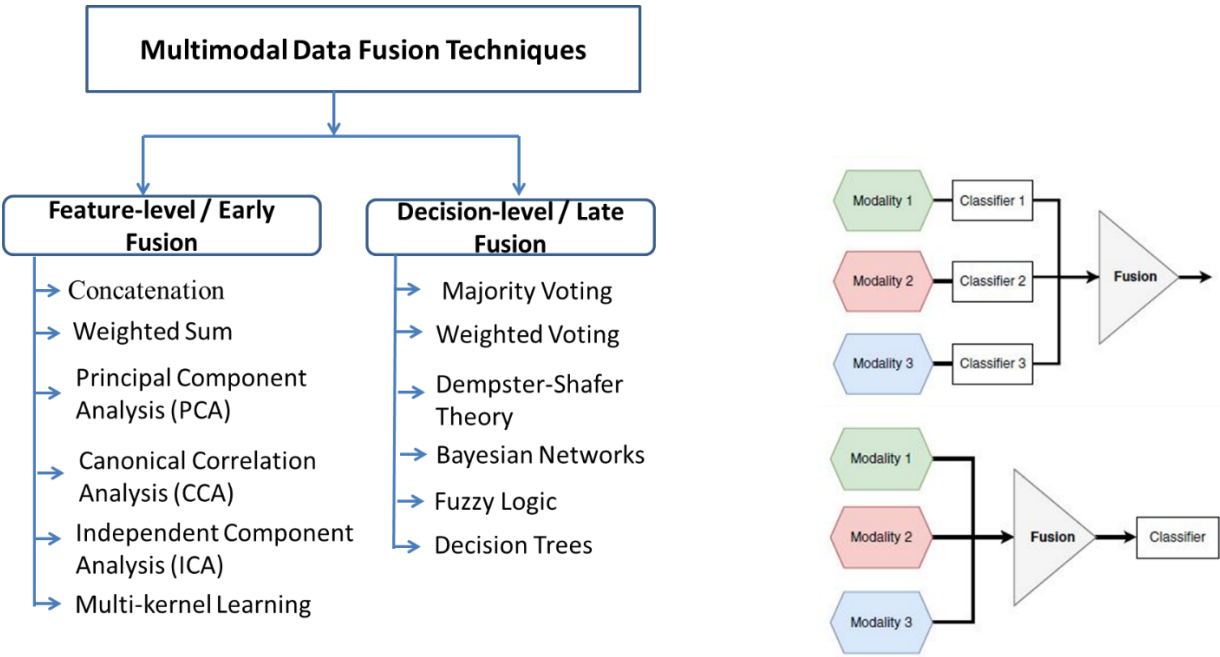 Multimodal Data Fusion Techniques
Feature-level / Early
Fusion
Concatenation
Weighted Sum
Principal Component
Analysis (PCA)
Canonical Correlation
Analysis (CCA)
Independent Component
Analysis (ICA)
Multi-kernel Learning
Decision-level / Late
Fusion
Majority Voting
Weighted Voting
Dempster-Shafer
Theory
Bayesian Networks
Fuzzy Logic
Decision Trees
Modality 1
Classifier 1
Modality 2
Classifier 2
Fusion
Modality 3
Classifier 3
Modality 1
Modality 2
Fusion
Classifier
Modality 3